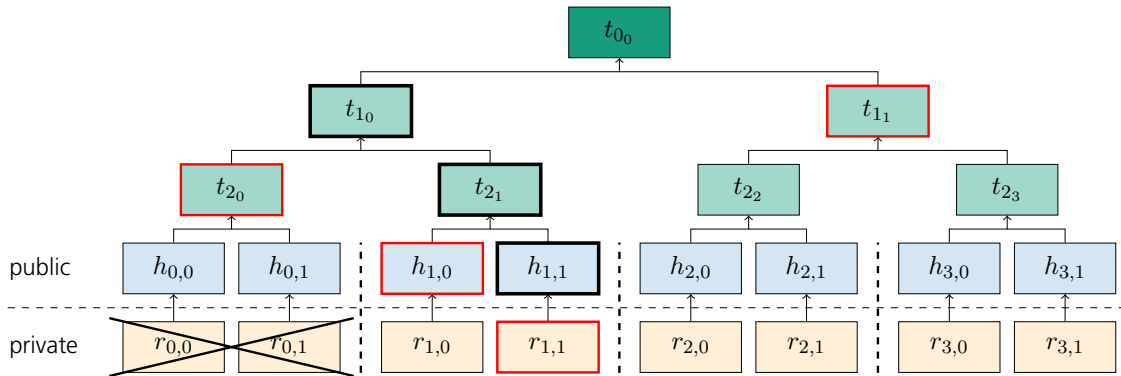 t_{0_0}
t_{1_0} t_{1_1}
t_{2_0} t_{2_1} t_{2_2} t_{2_3}
public h_{0,0} h_{0,1} h_{1,0} h_{1,1} h_{2,0} h_{2,1} h_{3,0} h_{3,1}
private r_{0,0} r_{0,1} r_{1,0} r_{1,1} r_{2,0} r_{2,1} r_{3,0} r_{3,1}